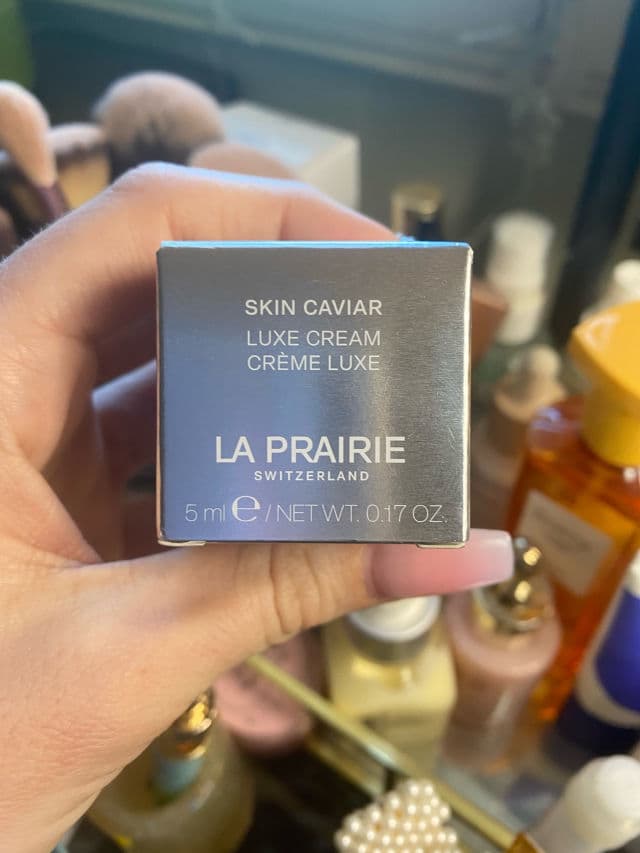 SKIN CAVIAR
LUXE CREAM
CRÈME LUXE
LA PRAIRIE
SWITZERLAND
5 ml ℮ / NET WT. 0.17 OZ.